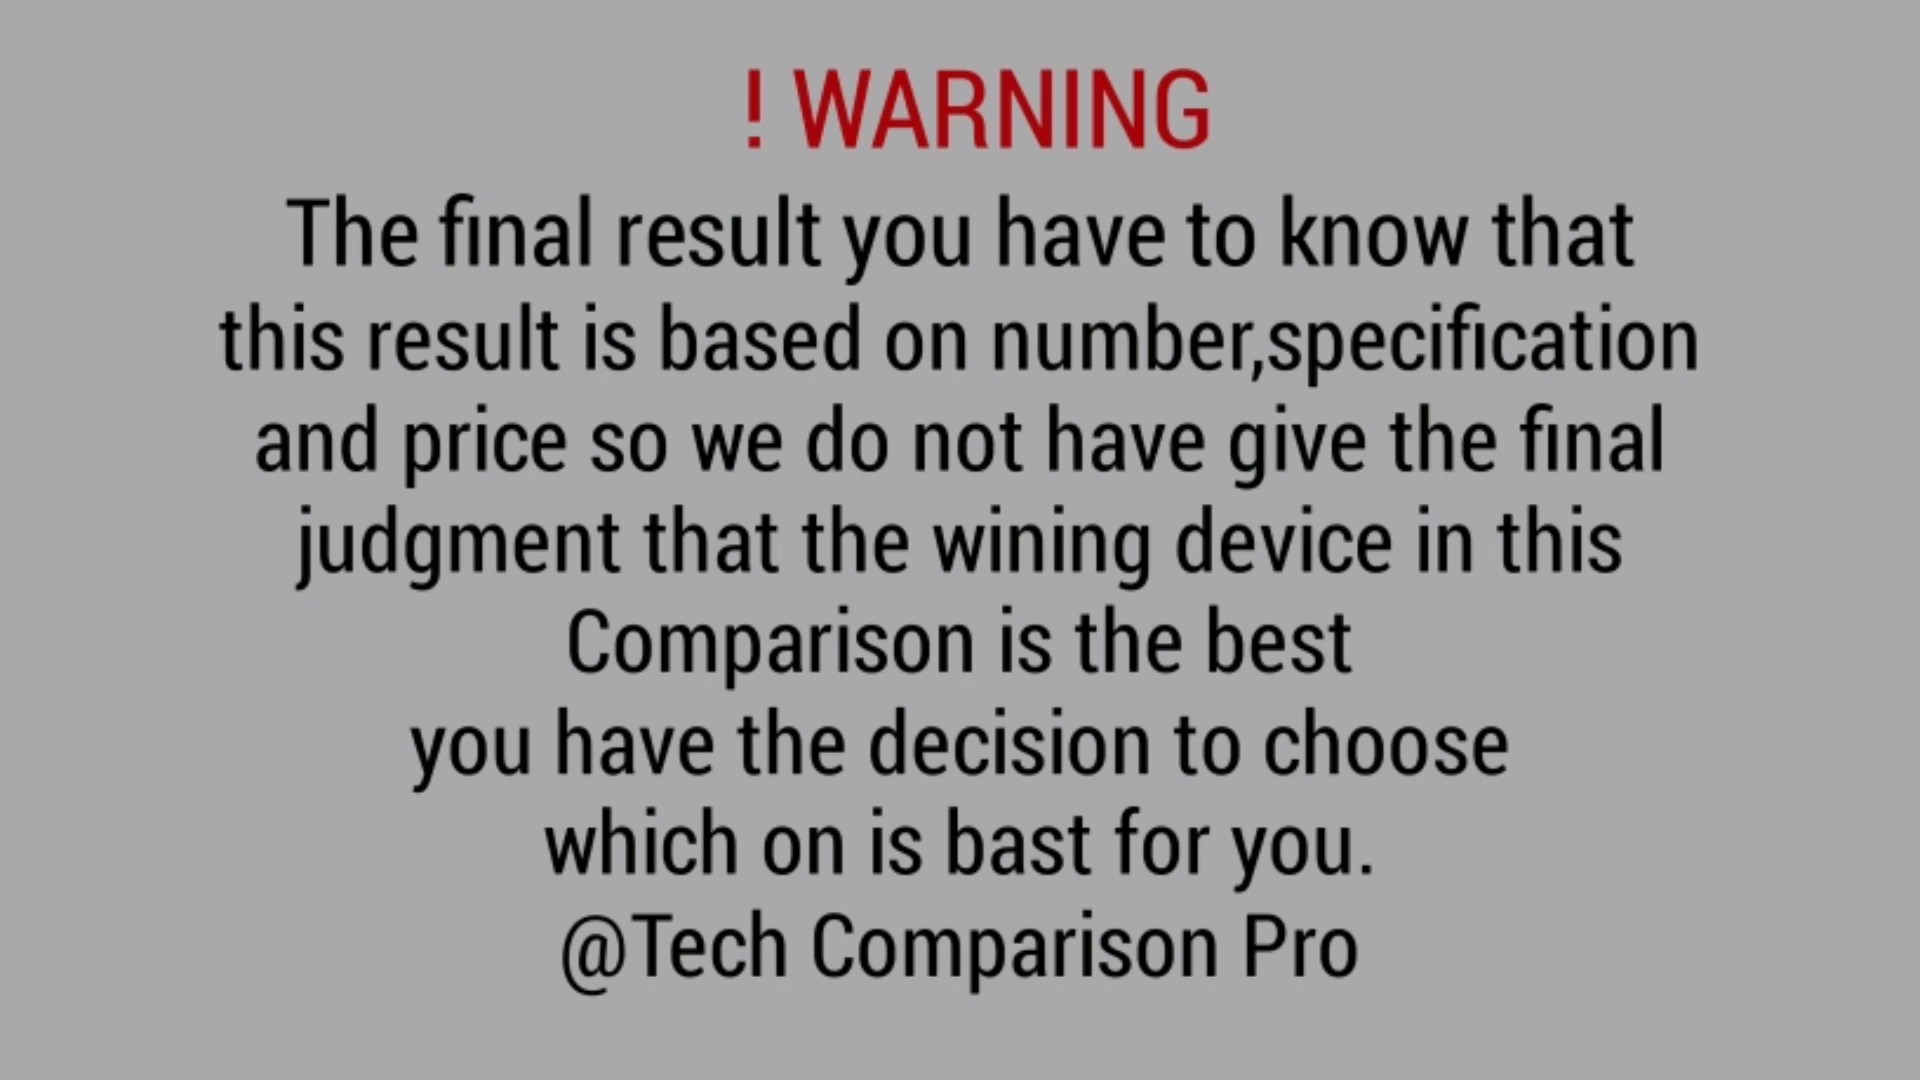 ! WARNING
The final result you have to know that
this result is based on number,specification
and price so we do not have give the final
judgment that the wining device in this
Comparison is the best
you have the decision to choose
which on is bast for you.
@Tech Comparison Pro